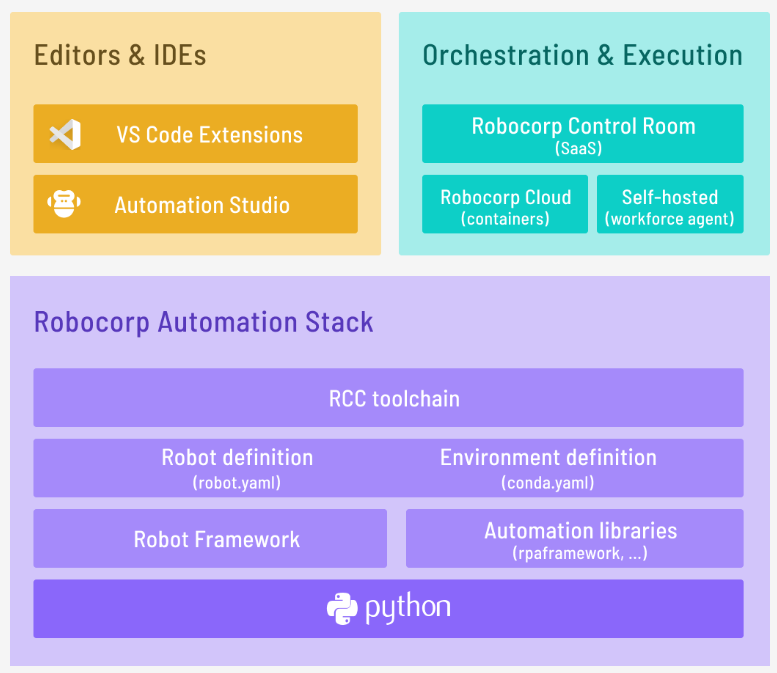 Editors & IDEs
VS Code Extensions
Automation Studio
Orchestration & Execution
Robocorp Control Room
(SaaS)
Robocorp Cloud
(containers)
Self-hosted
(workforce agent)
Robocorp Automation Stack
RCC toolchain
Robot definition
(robot.yaml)
Environment definition
(conda.yaml)
Robot Framework
Automation libraries
(rpaframework, ...)
python